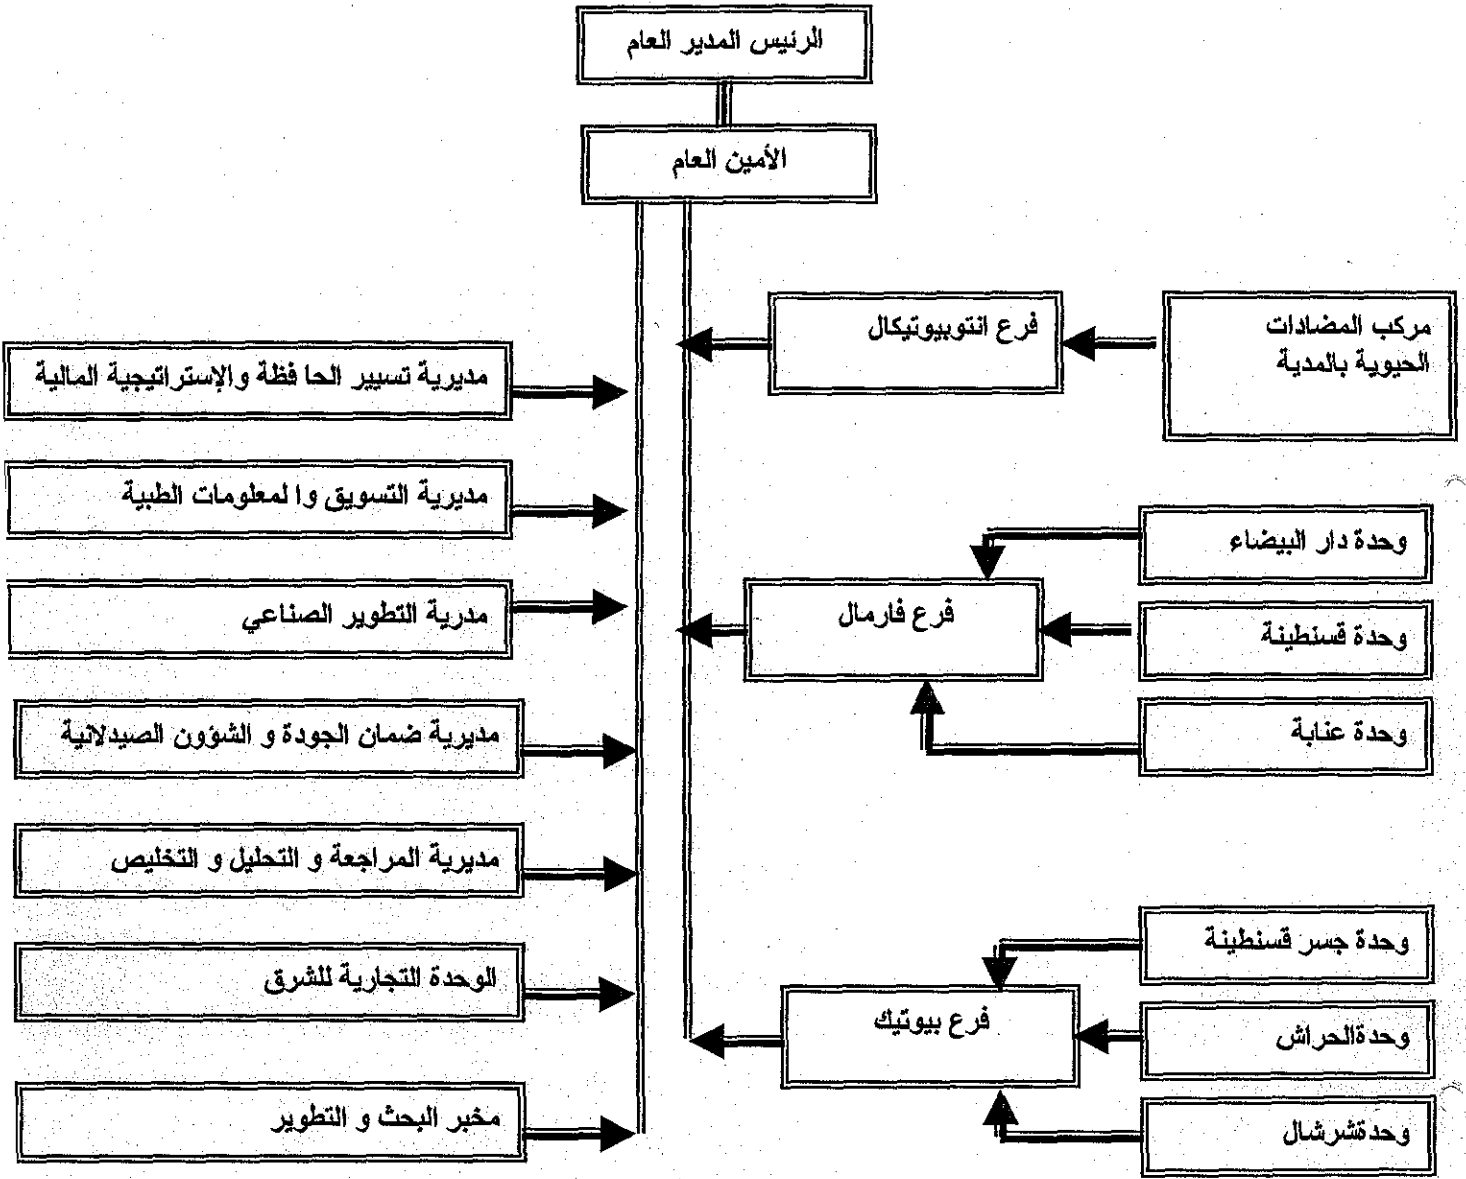 الرئيس المدير العام
الأمين العام
فرع انتوبيوتيكال
مركب المضادات
الحيوية بالمدية
مديرية تسيير الحافظة والإستراتيجية المالية
مديرية التسويق وا لمعلومات الطبية
مدرية التطوير الصناعي
مديرية ضمان الجودة و الشؤون الصيدلانية
مديرية المراجعة و التحليل و التخليص
الوحدة التجارية للشرق
مخبر البحث و التطوير
وحدة دار البيضاء
فرع فارمال
وحدة قسنطينة
وحدة عنابة
وحدة جسر قسنطينة
فرع بيوتيك
وحدةالحراش
وحدةشرشال